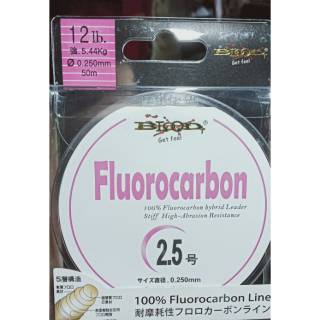 12 lb.
強.5.44Kg
Ø 0.250mm
50m
Get feel
Get feel
Fluorocarbon
100% Fluorocarbon hybrid Leader
Stiff High-Abrasion Resistance
2.5号
サイズ直径.0.250mm
5層構造
100% Fluorocarbon Line
耐摩耗性フロロカーボンライン